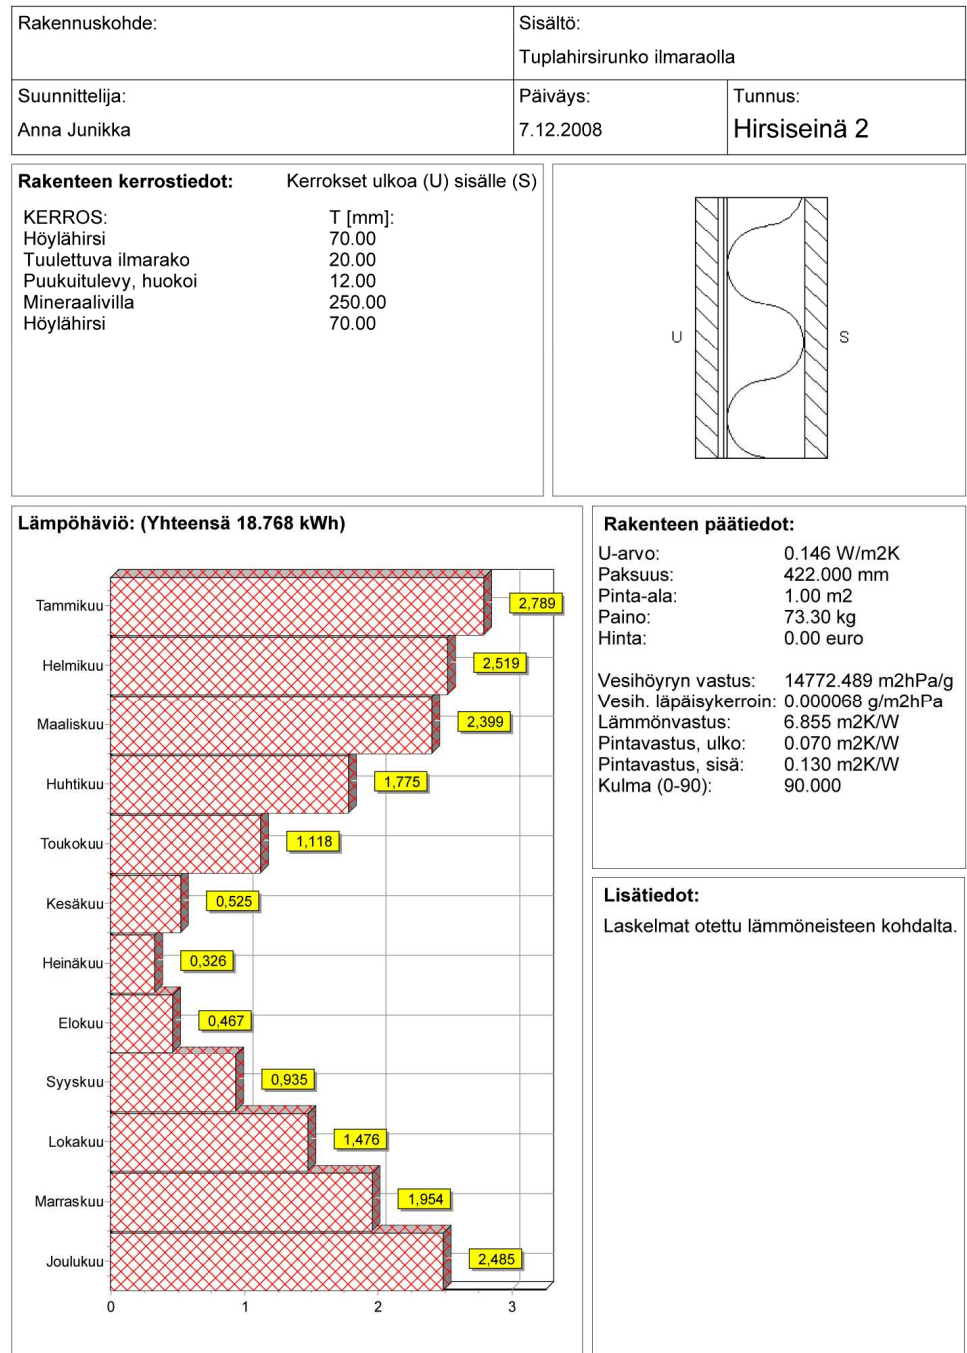 Rakennuskohde:
Sisältö:
Tuplahirsirunko ilmaraolla
Suunnittelija:
Anna Junikka
Päiväys:
7.12.2008
Tunnus:
Hirsiseinä 2
Rakenteen kerrostiedot: Kerrokset ulkoa (U) sisälle (S)
KERROS: T [mm]:
Höylähirsi 70.00
Tuulettuva ilmarako 20.00
Puukuitulevy, huokoi 12.00
Mineraalivilla 250.00
Höylähirsi 70.00
U S
Lämpöhäviö: (Yhteensä 18.768 kWh)
Tammikuu 2,789
Helmikuu 2,519
Maaliskuu 2,399
Huhtikuu 1,775
Toukokuu 1,118
Kesäkuu 0,525
Heinäkuu 0,326
Elokuu 0,467
Syyskuu 0,935
Lokakuu 1,476
Marraskuu 1,954
Joulukuu 2,485
0 1 2 3
Rakenteen päätiedot:
U-arvo: 0.146 W/m2K
Paksuus: 422.000 mm
Pinta-ala: 1.00 m2
Paino: 73.30 kg
Hinta: 0.00 euro
Vesihöyryn vastus: 14772.489 m2hPa/g
Vesih. läpäisykerroin: 0.000068 g/m2hPa
Lämmönvastus: 6.855 m2K/W
Pintavastus, ulko: 0.070 m2K/W
Pintavastus, sisä: 0.130 m2K/W
Kulma (0-90): 90.000
Lisätiedot:
Laskelmat otettu lämmöneisteen kohdalta.